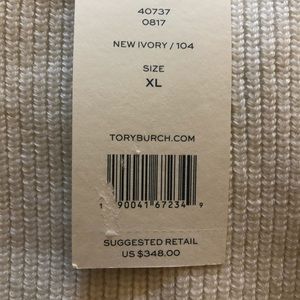 40737
0817
NEW IVORY / 104
SIZE
XL
TORYBURCH.COM
1 90041 67234 9
SUGGESTED RETAIL
US $348.00